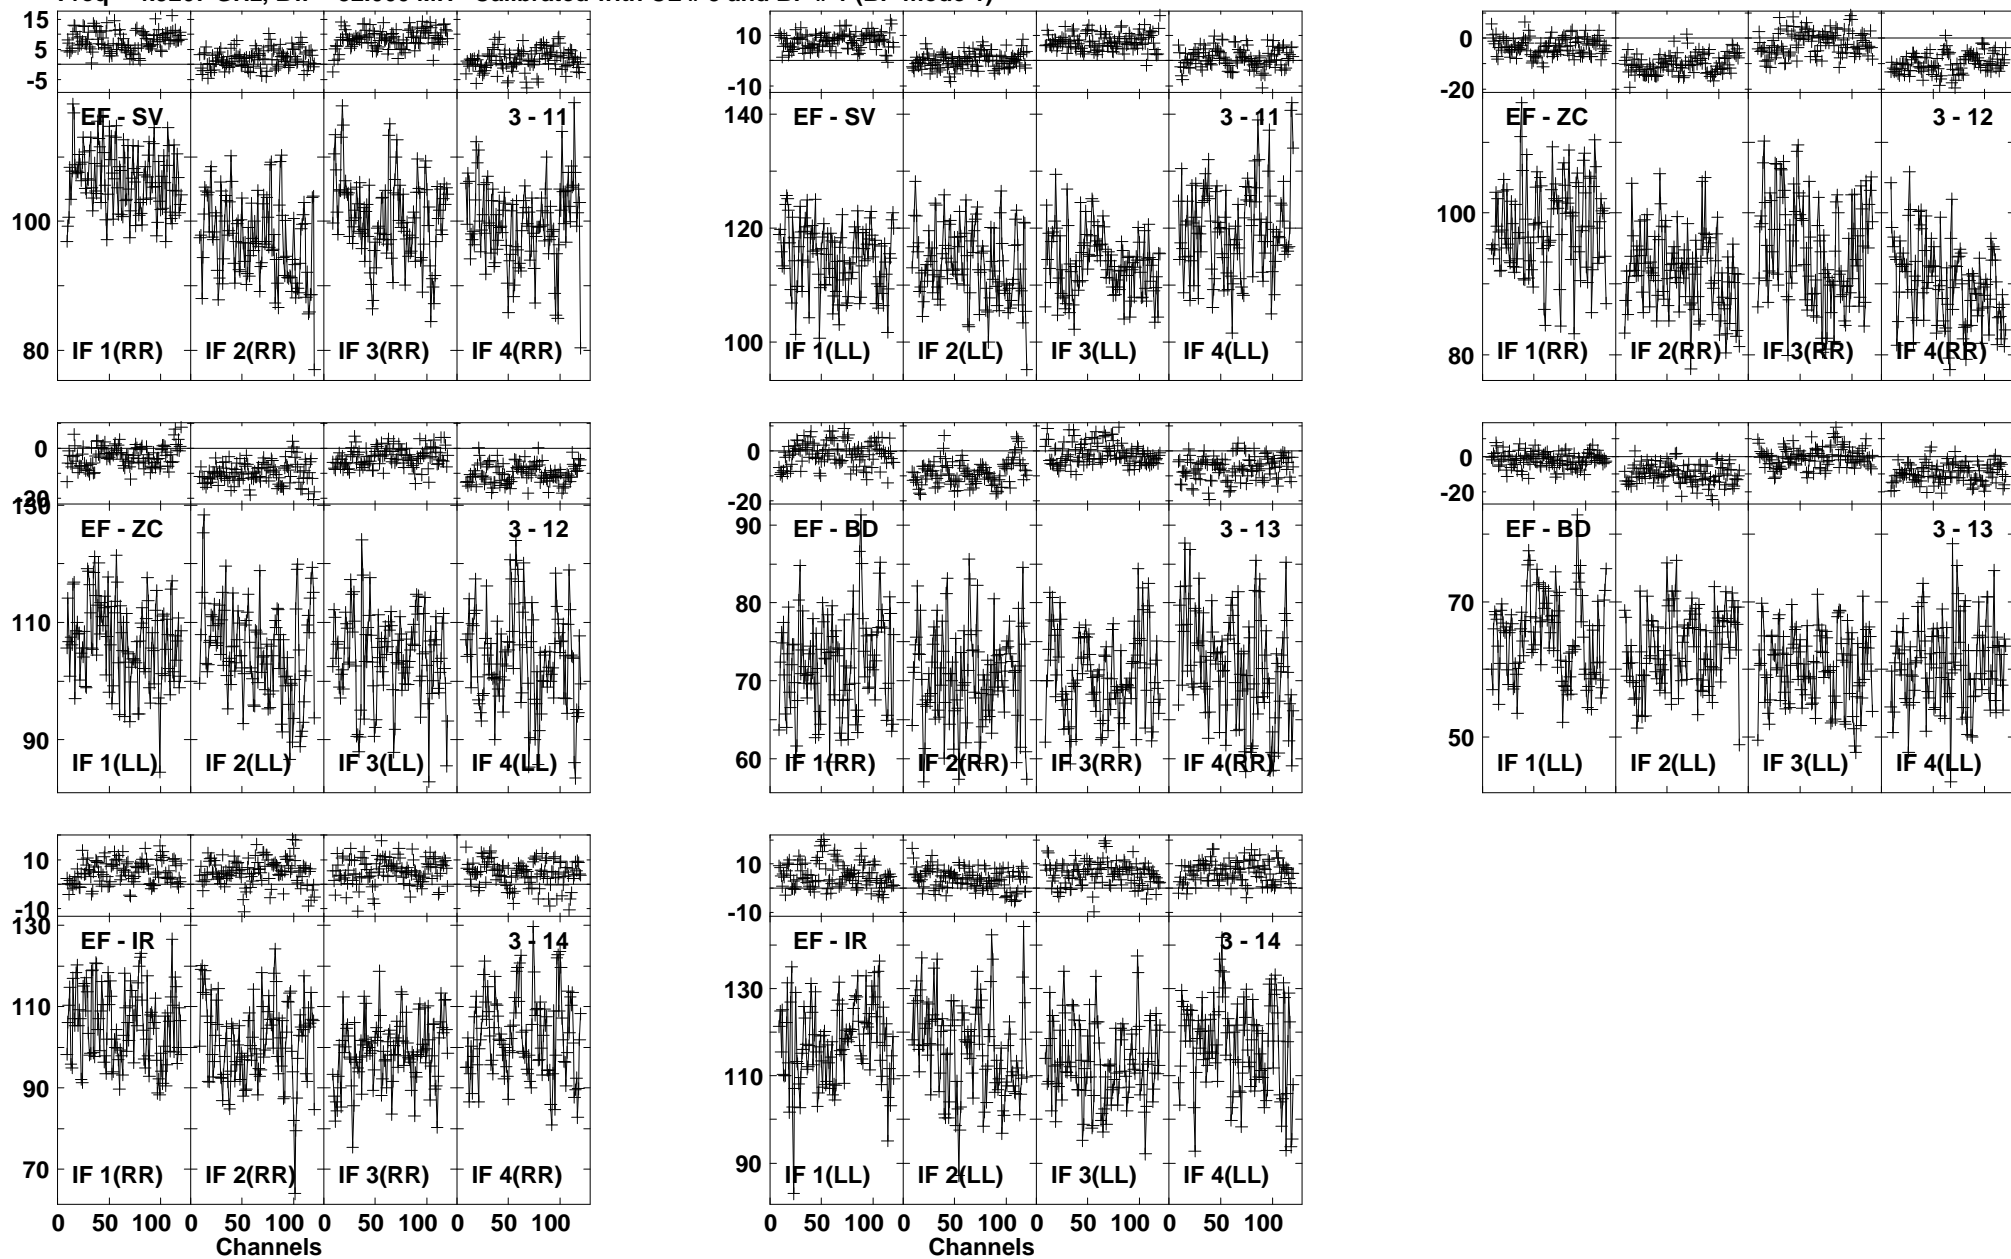 15
5
-5
EF - SV
3 - 11
100
80
IF 1(RR)
IF 2(RR)
IF 3(RR)
IF 4(RR)
10
-10
140
EF - SV
3 - 11
120
100
IF 1(LL)
IF 2(LL)
IF 3(LL)
IF 4(LL)
0
-20
EF - ZC
3 - 12
100
80
IF 1(RR)
IF 2(RR)
IF 3(RR)
IF 4(RR)
0
-20
130
EF - ZC
3 - 12
110
90
IF 1(LL)
IF 2(LL)
IF 3(LL)
IF 4(LL)
0
-20
90
EF - BD
3 - 13
80
70
60
IF 1(RR)
IF 2(RR)
IF 3(RR)
IF 4(RR)
0
-20
EF - BD
3 - 13
70
50
IF 1(LL)
IF 2(LL)
IF 3(LL)
IF 4(LL)
10
-10
130
EF - IR
3 - 14
110
90
70
IF 1(RR)
IF 2(RR)
IF 3(RR)
IF 4(RR)
0 50 100 0 50 100 0 50 100 0 50 100
Channels
10
-10
EF - IR
3 - 14
130
110
90
IF 1(LL)
IF 2(LL)
IF 3(LL)
IF 4(LL)
0 50 100 0 50 100 0 50 100 0 50 100
Channels